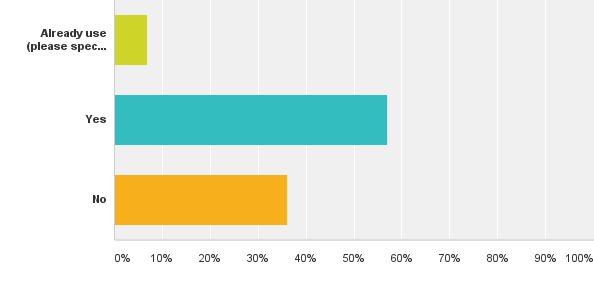 Already use
(please spec...
Yes
No
0% 10% 20% 30% 40% 50% 60% 70% 80% 90% 100%